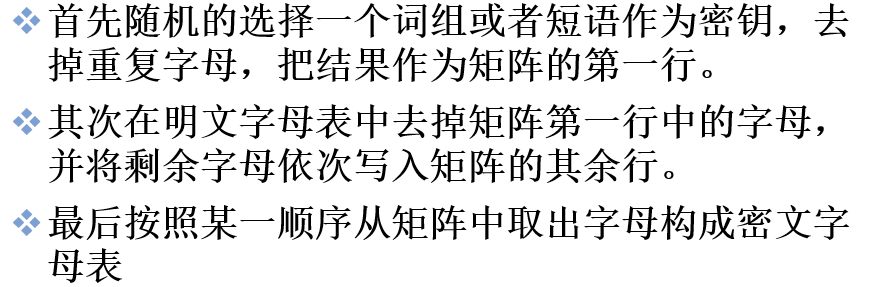 ❖首先随机的选择一个词组或者短语作为密钥，去
掉重复字母，把结果作为矩阵的第一行。
❖其次在明文字母表中去掉矩阵第一行中的字母，
并将剩余字母依次写入矩阵的其余行。
❖最后按照某一顺序从矩阵中取出字母构成密文字
母表